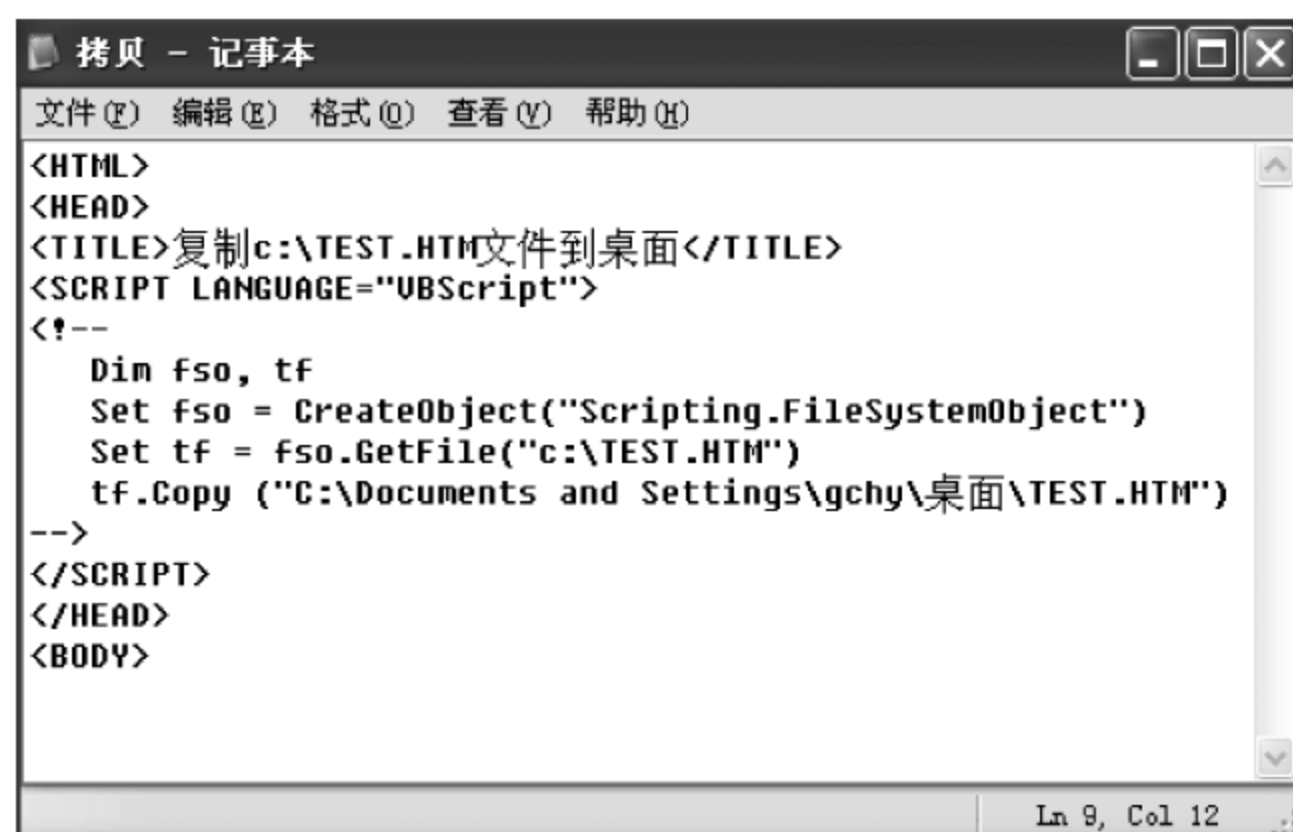 拷贝 - 记事本
文件(F) 编辑(E) 格式(O) 查看(V) 帮助(H)
<HTML>
<HEAD>
<TITLE>复制c:\TEST.HTM文件到桌面</TITLE>
<SCRIPT LANGUAGE="VBScript">
<!--
   Dim fso, tf
   Set fso = CreateObject("Scripting.FileSystemObject")
   Set tf = fso.GetFile("c:\TEST.HTM")
   tf.Copy ("C:\Documents and Settings\gchy\桌面\TEST.HTM")
-->
</SCRIPT>
</HEAD>
<BODY>
Ln 9, Col 12